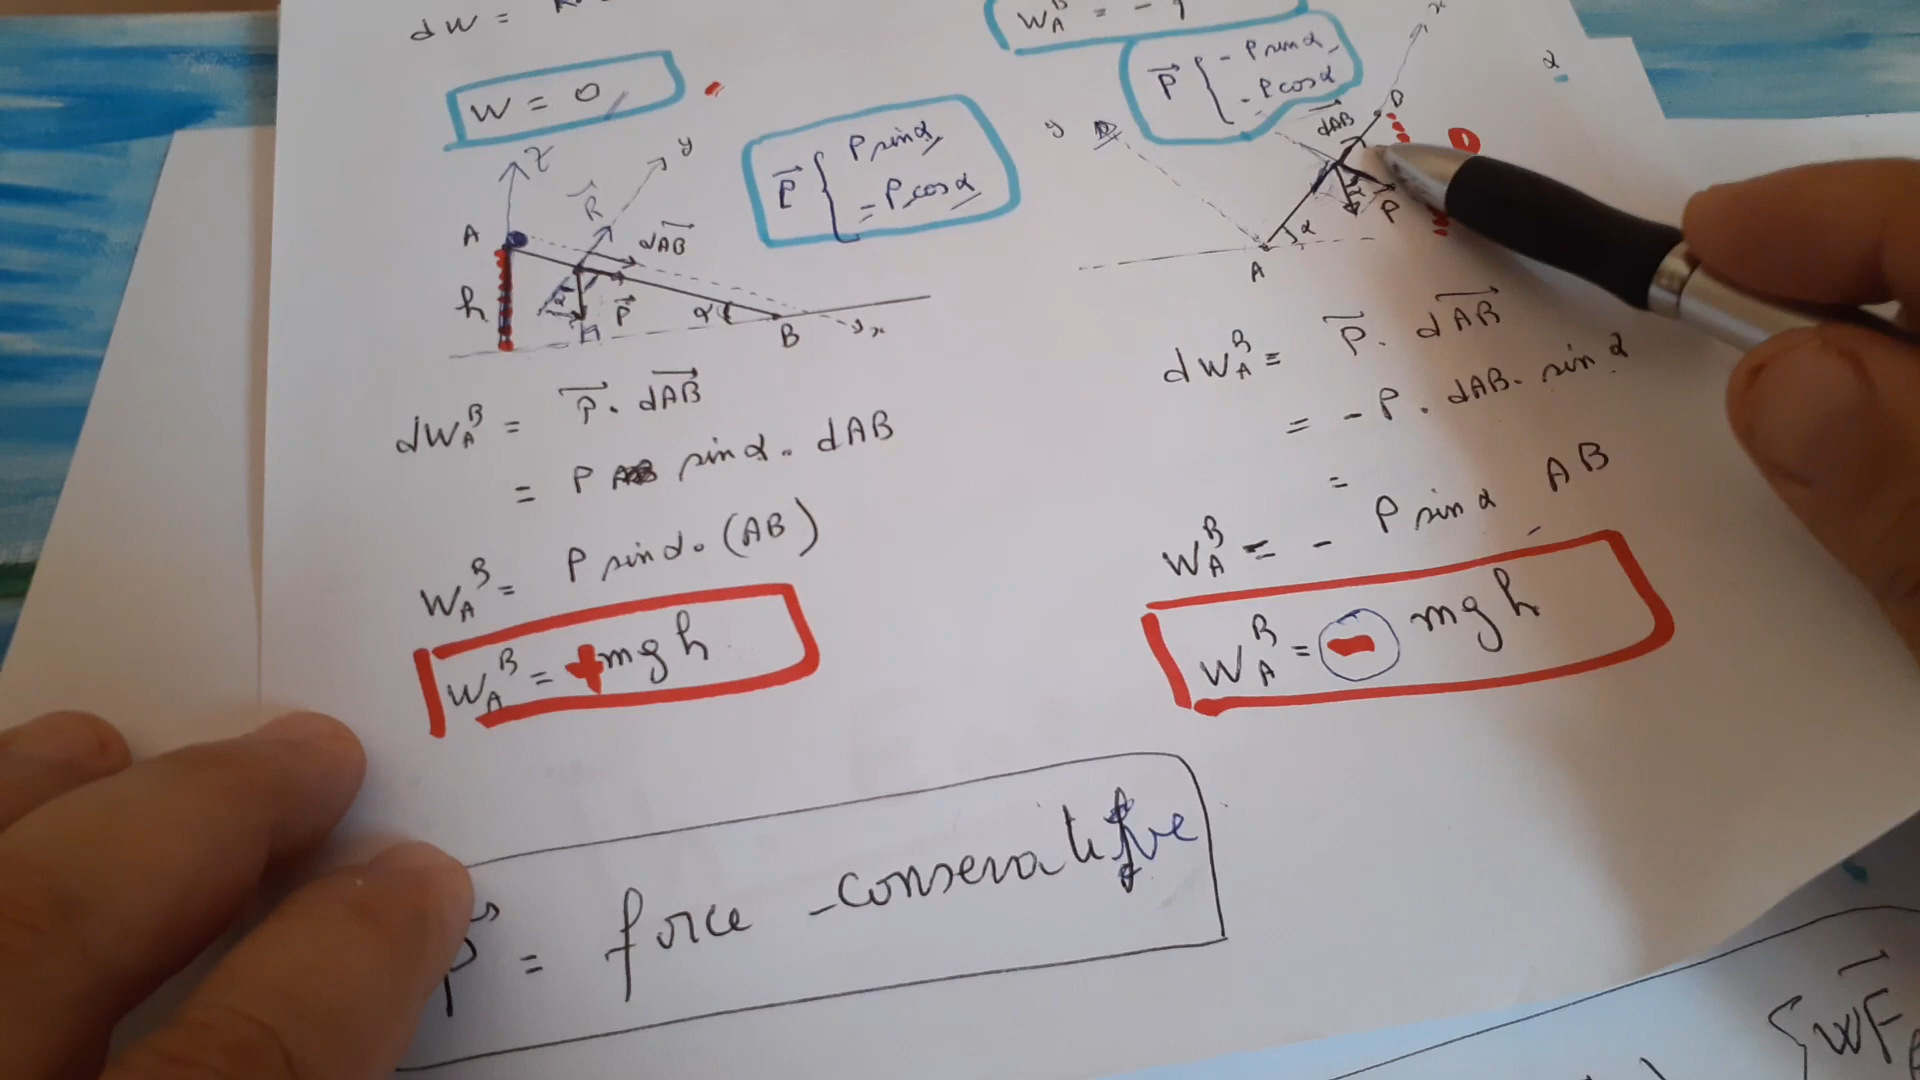 dW =
W = 0
Z
y
R
A
dAB
h
α
P
α
B
x
P { P sinα
- P cosα
dW_A^B = P . dAB
= P sinα . dAB
W_A^B = P sinα . (AB)
W_A^B = +mgh
W_A^B = -
P { - P sinα
- P cosα
x
α
y
dAB
B
α
P
α
A
dW_A^B = P . dAB
= - P . dAB . sinα
=
W_A^B = - P sinα AB
W_A^B = - mgh
P = force conservative
WF